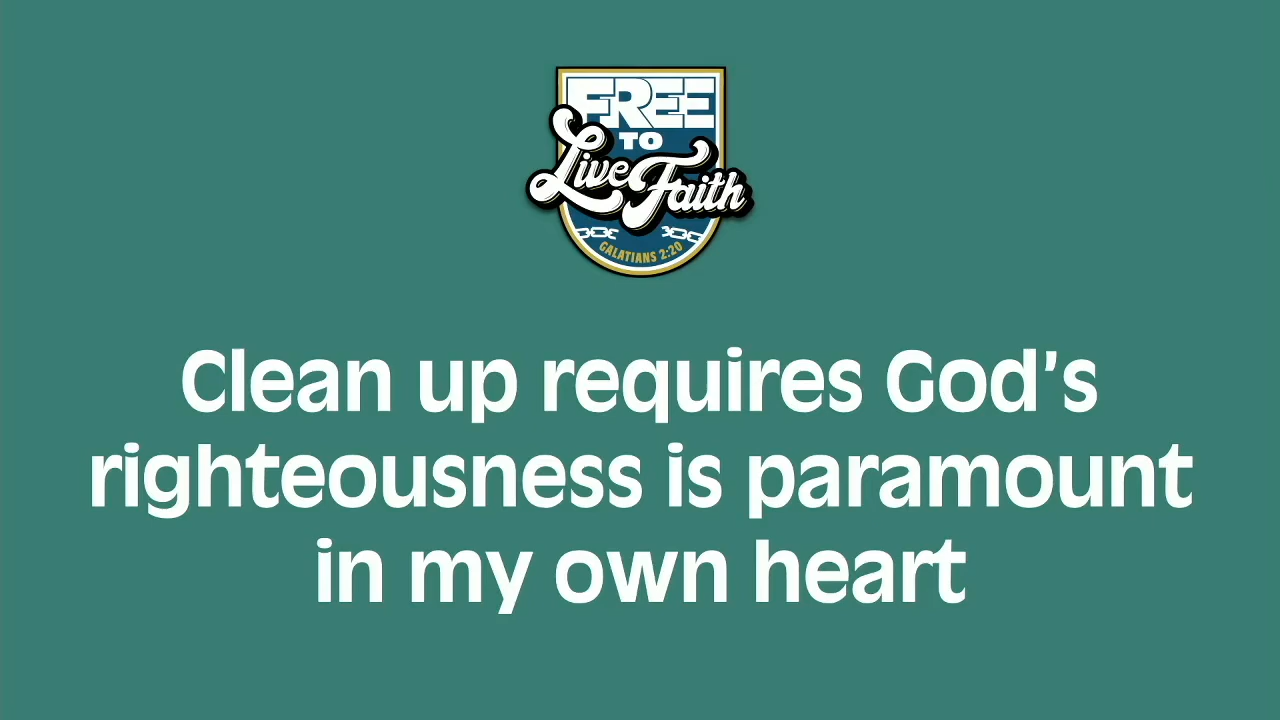 FREE
TO
Live Faith
GALATIANS 2:20
Clean up requires God's
righteousness is paramount
in my own heart